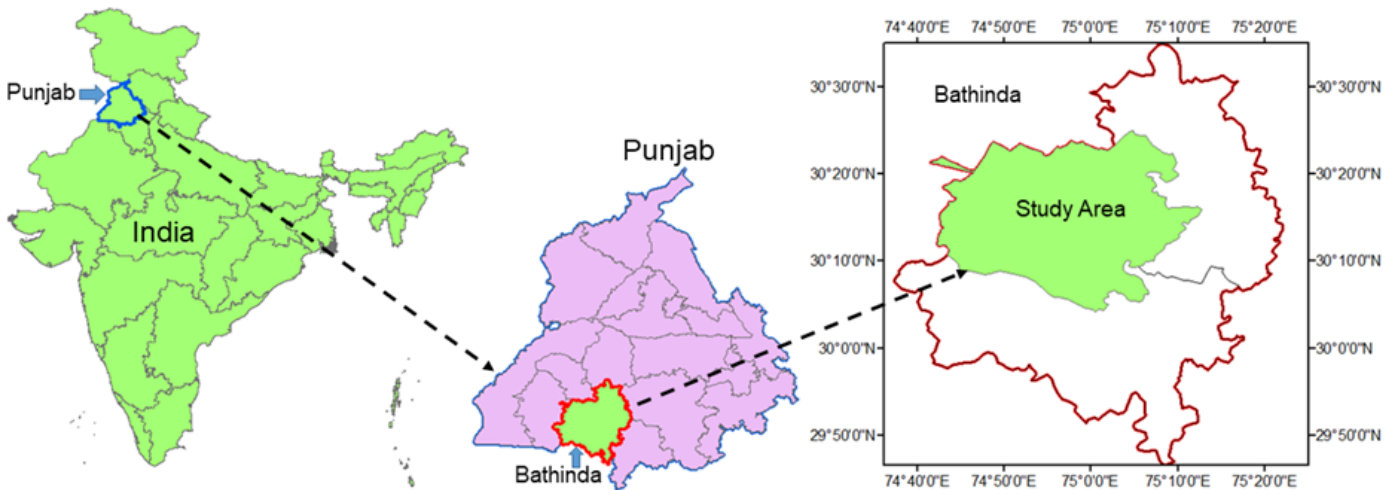 Punjab
India
Punjab
Bathinda
74°40'0"E 74°50'0"E 75°0'0"E 75°10'0"E 75°20'0"E
30°30'0"N 30°30'0"N
Bathinda
30°20'0"N 30°20'0"N
Study Area
30°10'0"N 30°10'0"N
30°0'0"N 30°0'0"N
29°50'0"N 29°50'0"N
74°40'0"E 74°50'0"E 75°0'0"E 75°10'0"E 75°20'0"E